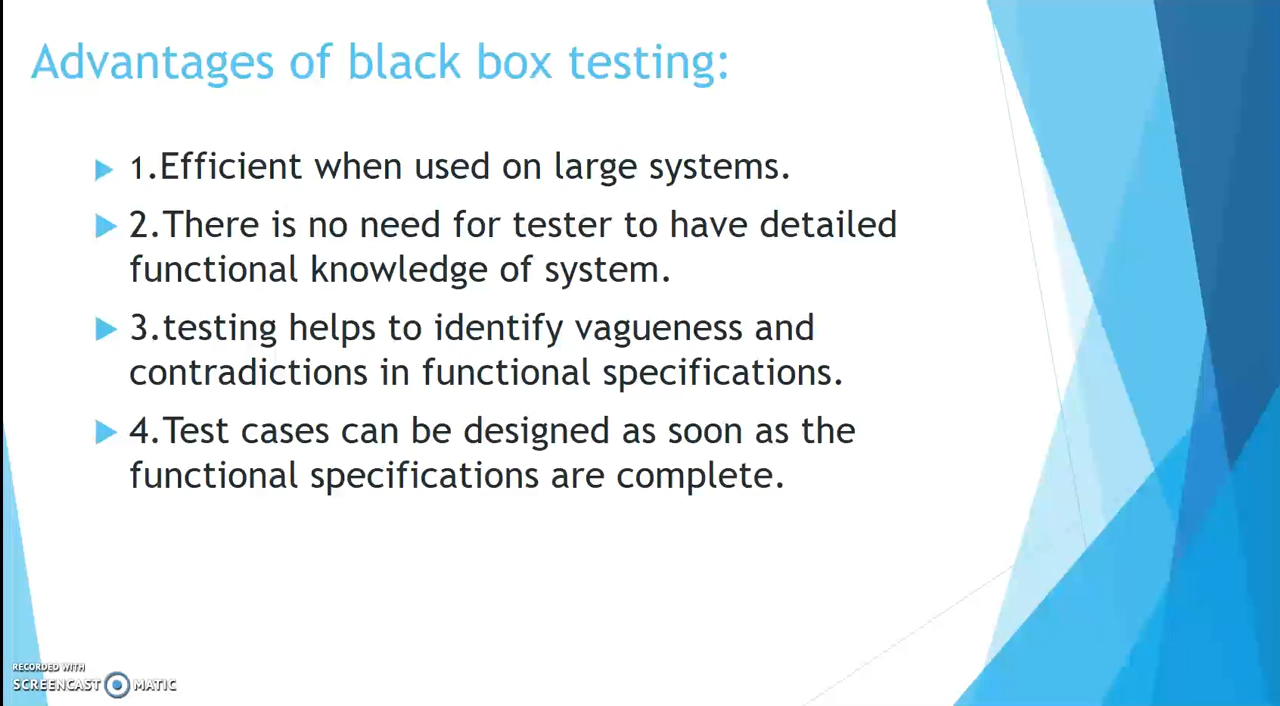 Advantages of black box testing:
1.Efficient when used on large systems.
2.There is no need for tester to have detailed
functional knowledge of system.
3.testing helps to identify vagueness and
contradictions in functional specifications.
4.Test cases can be designed as soon as the
functional specifications are complete.
RECORDED WITH
SCREENCAST MATIC